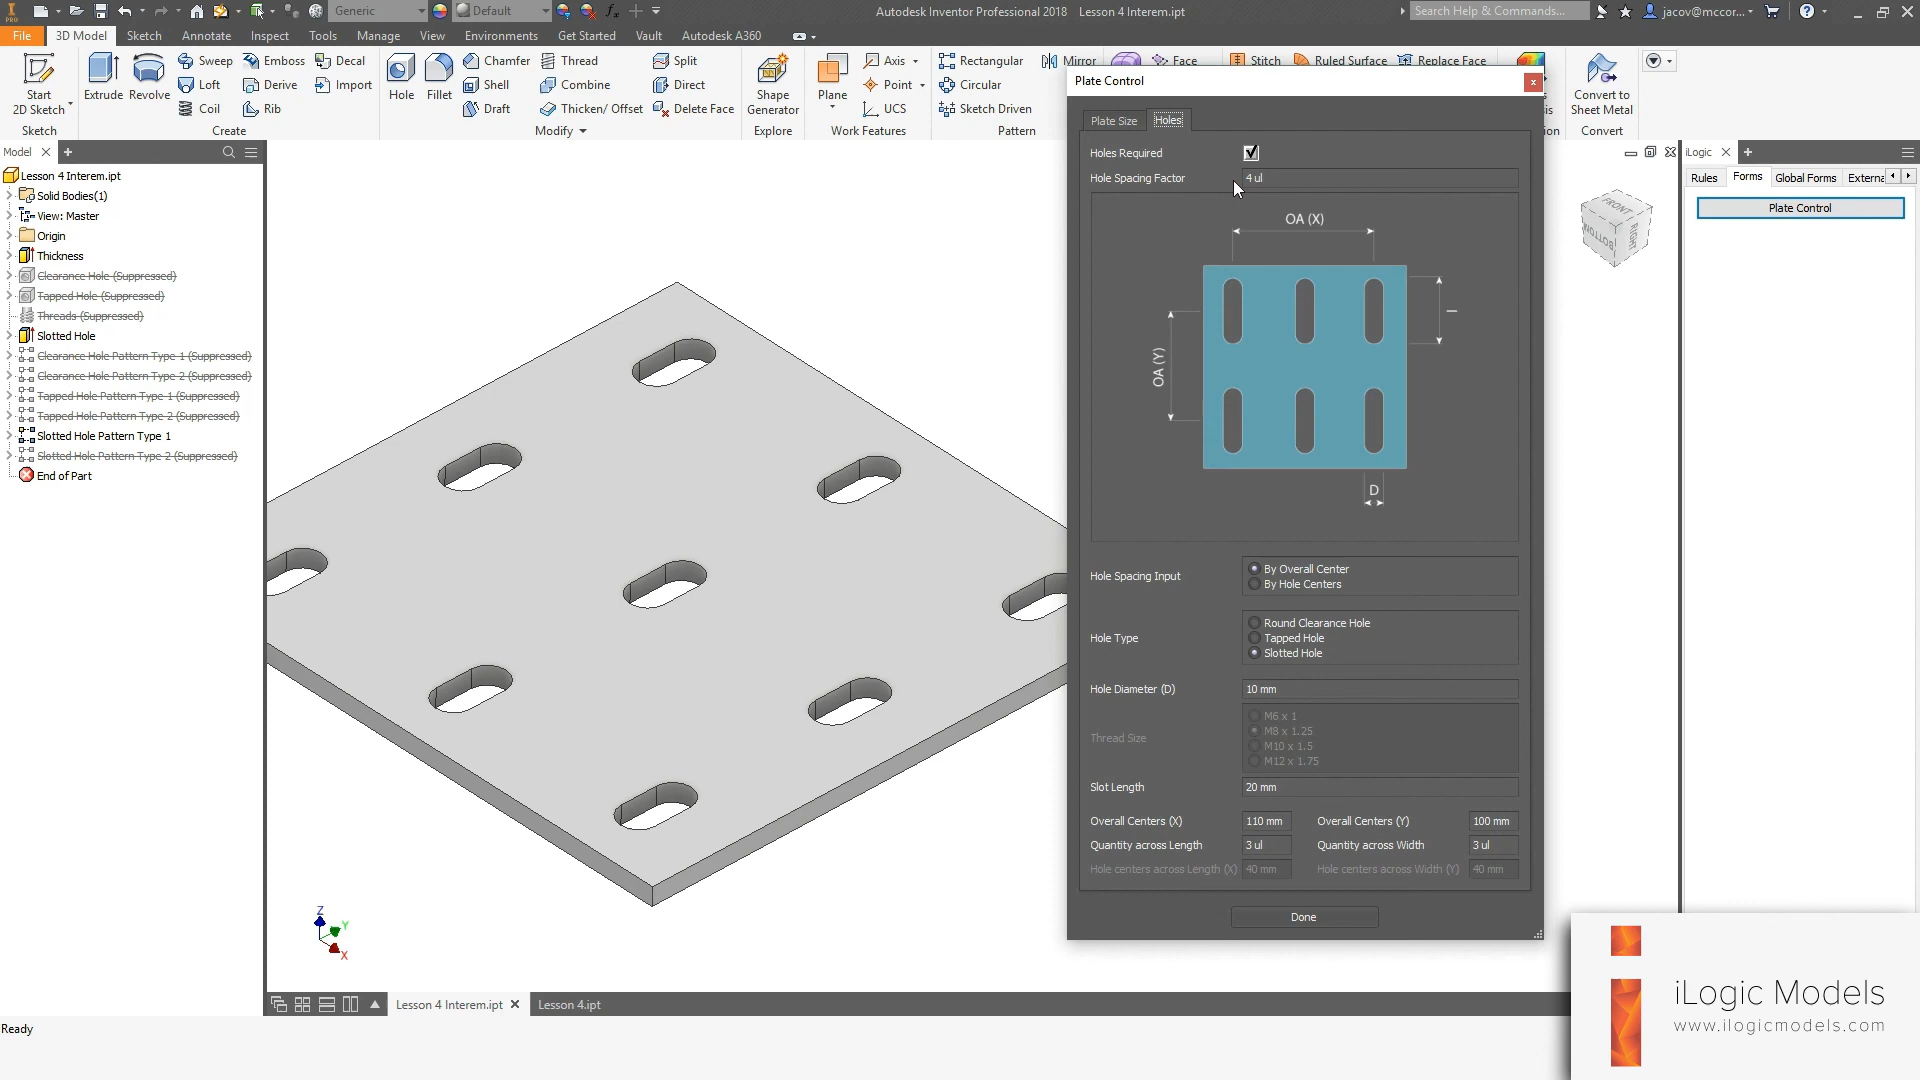 PRO
Generic
Default
fx
Autodesk Inventor Professional 2018 Lesson 4 Interem.ipt
Search Help & Commands...
jacov@mccor...
File 3D Model Sketch Annotate Inspect Tools Manage View Environments Get Started Vault Autodesk A360
Start
2D Sketch
Sketch
Extrude
Revolve
Sweep
Loft
Coil
Emboss
Derive
Rib
Decal
Import
Create
Hole
Fillet
Chamfer
Shell
Draft
Thread
Combine
Thicken/ Offset
Split
Direct
Delete Face
Modify
Shape
Generator
Explore
Plane
Axis
Point
UCS
Work Features
Rectangular
Circular
Sketch Driven
Pattern
Mirror
Face
Stitch
Ruled Surface
Replace Face
Convert to
Sheet Metal
Convert
Model
Lesson 4 Interem.ipt
Solid Bodies(1)
View: Master
Origin
Thickness
Clearance Hole (Suppressed)
Tapped Hole (Suppressed)
Threads (Suppressed)
Slotted Hole
Clearance Hole Pattern Type 1 (Suppressed)
Clearance Hole Pattern Type 2 (Suppressed)
Tapped Hole Pattern Type 1 (Suppressed)
Tapped Hole Pattern Type 2 (Suppressed)
Slotted Hole Pattern Type 1
Slotted Hole Pattern Type 2 (Suppressed)
End of Part
Z
Y
X
Plate Control
Plate Size Holes
Holes Required
Hole Spacing Factor 4 ul
OA (X)
OA (Y)
l
D
Hole Spacing Input
By Overall Center
By Hole Centers
Hole Type
Round Clearance Hole
Tapped Hole
Slotted Hole
Hole Diameter (D) 10 mm
Thread Size
M6 x 1
M8 x 1.25
M10 x 1.5
M12 x 1.75
Slot Length 20 mm
Overall Centers (X) 110 mm Overall Centers (Y) 100 mm
Quantity across Length 3 ul Quantity across Width 3 ul
Hole centers across Length (X) 40 mm Hole centers across Width (Y) 40 mm
Done
FRONT
RIGHT
BOTTOM
iLogic
Rules Forms Global Forms Externa
Plate Control
Lesson 4 Interem.ipt Lesson 4.ipt
Ready
iLogic Models
www.ilogicmodels.com